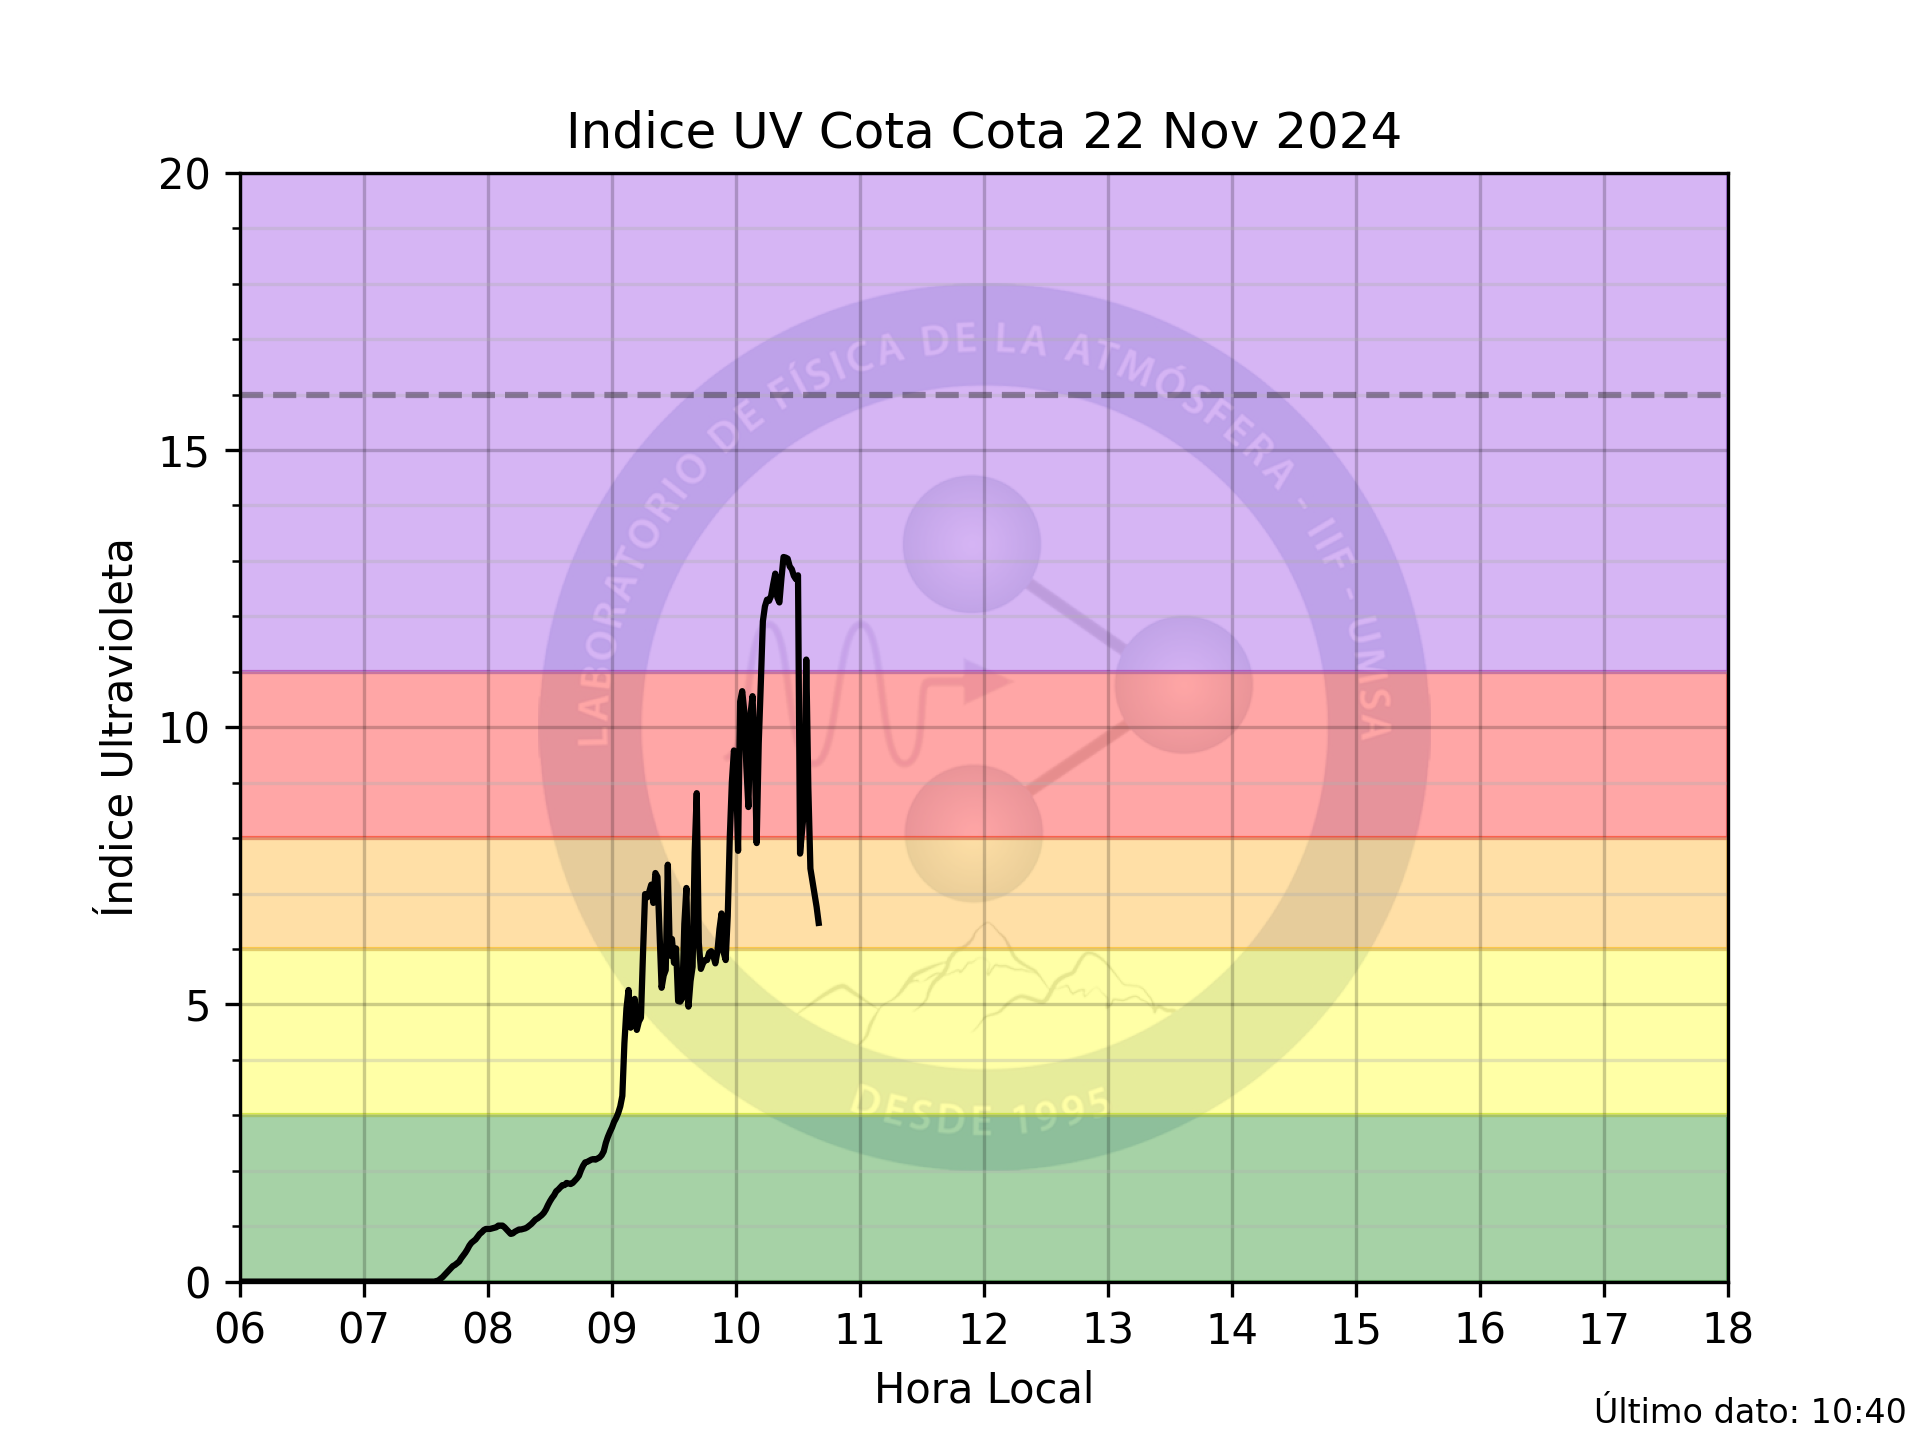 Indice UV Cota Cota 22 Nov 2024
20
15
10
5
0
Índice Ultravioleta
LABORATORIO DE FÍSICA DE LA ATMÓSFERA - IIF - UMSA
DESDE 1995
06 07 08 09 10 11 12 13 14 15 16 17 18
Hora Local
Último dato: 10:40